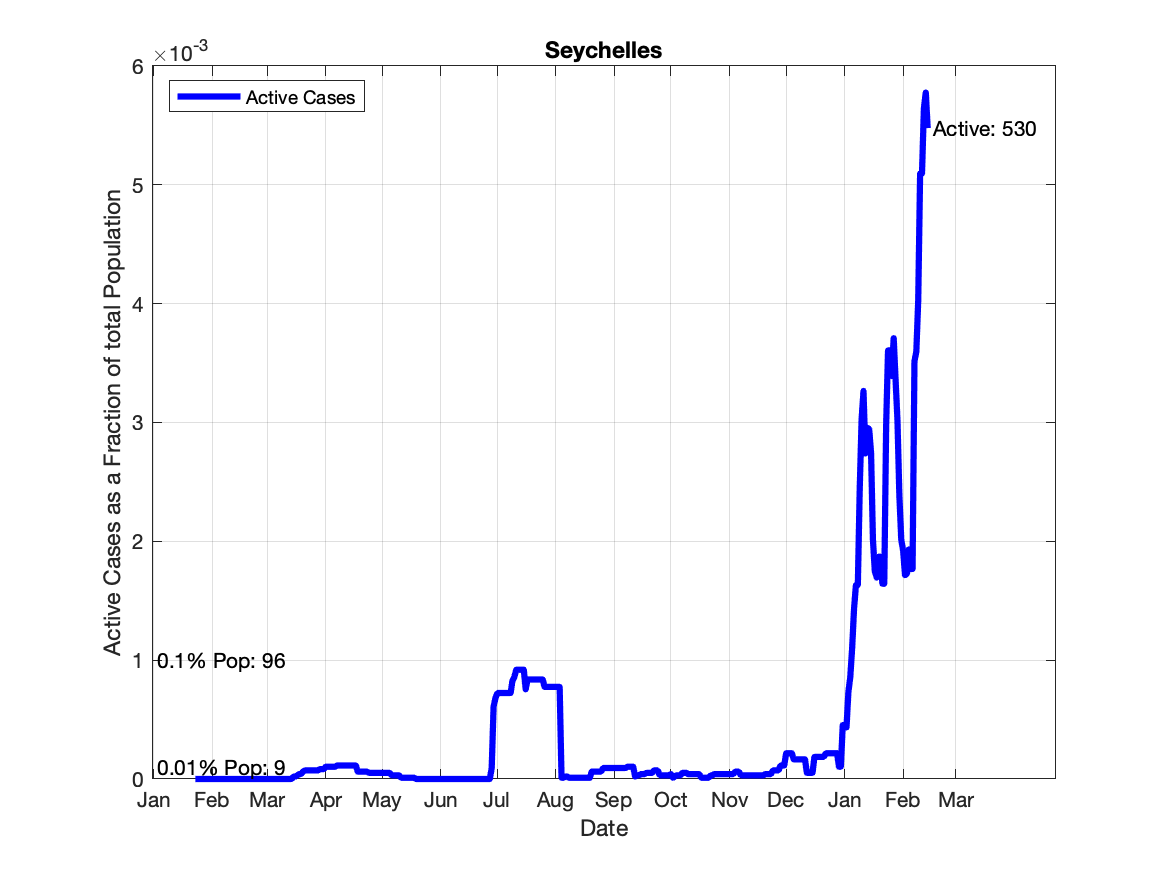 Seychelles
×10-3
6
Active Cases
Active: 530
5
4
3
2
1
0.1% Pop: 96
0.01% Pop: 9
0
Active Cases as a Fraction of total Population
Jan Feb Mar Apr May Jun Jul Aug Sep Oct Nov Dec Jan Feb Mar
Date